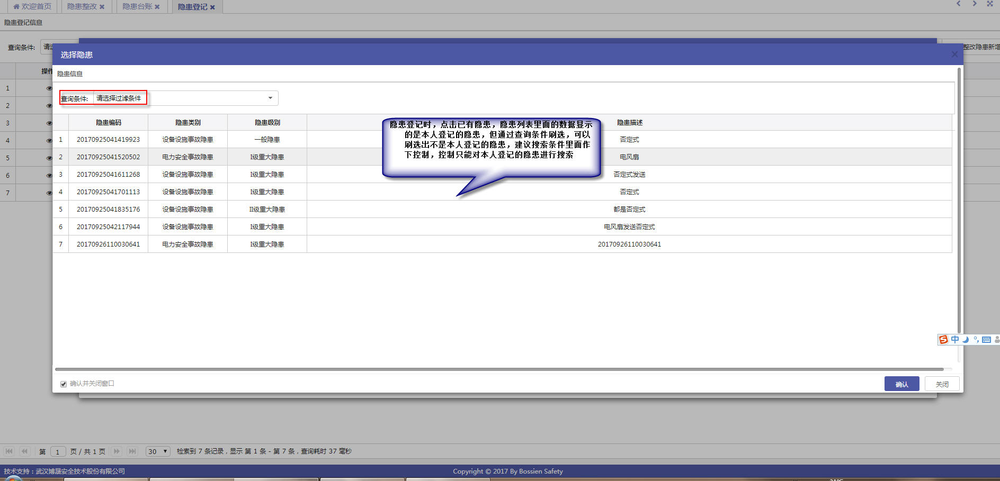 欢迎首页 隐患整改 隐患台账 隐患登记
隐患登记信息
查询条件: 请选
整改隐患新增
选择隐患
隐患信息
查询条件: 请选择过滤条件
操作
1
2
3
4
5
6
7
隐患编码 隐患类别 隐患级别 隐患描述
1 20170925041419923 设备设施事故隐患 一般隐患 否定式
2 20170925041520502 电力安全事故隐患 I级重大隐患 电风扇
3 20170925041611268 设备设施事故隐患 I级重大隐患 否定式发送
4 20170925041701113 设备设施事故隐患 I级重大隐患 否定式
5 20170925041835176 设备设施事故隐患 II级重大隐患 都是否定式
6 20170925042117944 设备设施事故隐患 I级重大隐患 电风扇发送否定式
7 20170926110030641 电力安全事故隐患 I级重大隐患 20170926110030641
隐患登记时，点击已有隐患，隐患列表里面的数据显示
的是本人登记的隐患，但通过查询条件刷选，可以
刷选出不是本人登记的隐患，建议搜索条件里面作
下控制，控制只能对本人登记的隐患进行搜索
中
确认并关闭窗口
确认 关闭
第 1 页 / 共 1 页 30 检索到 7 条记录，显示 第 1 条 - 第 7 条，查询耗时 37 毫秒
技术支持：武汉博晟安全技术股份有限公司 Copyright © 2017 By Bossien Safety